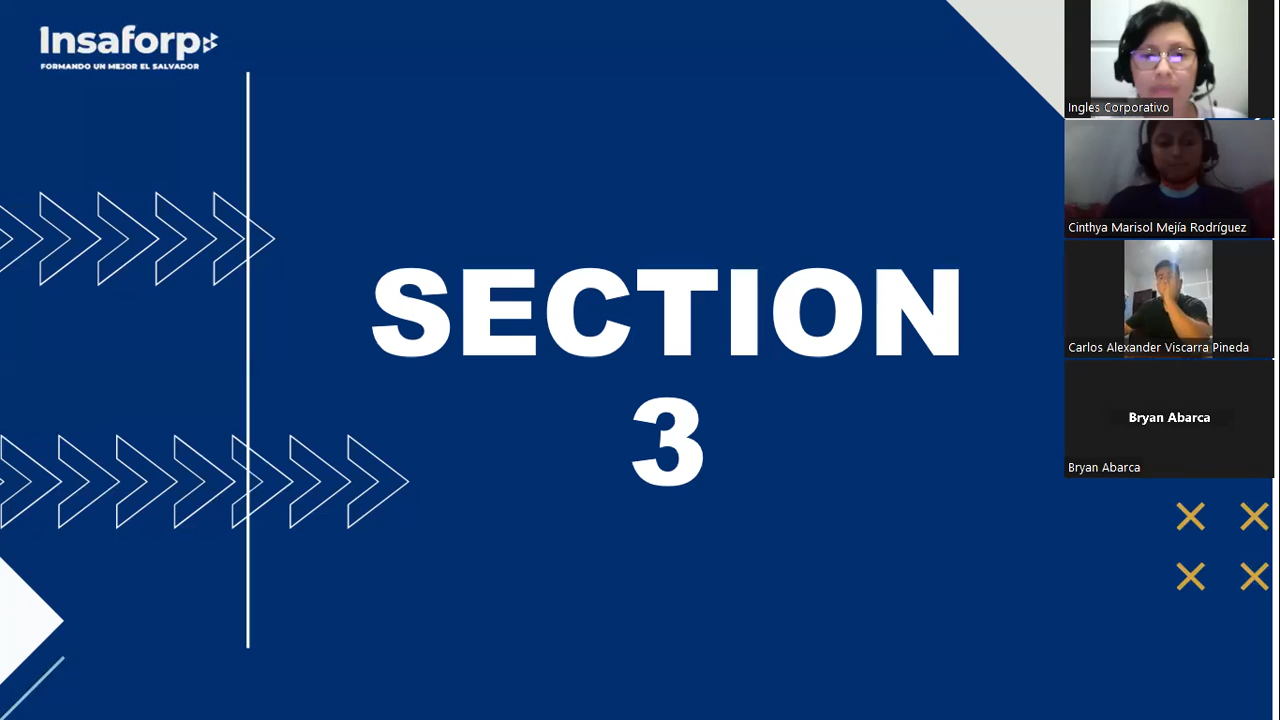 Insaforp
FORMANDO UN MEJOR EL SALVADOR
SECTION
3
Ingles Corporativo
Cinthya Marisol Mejía Rodríguez
Carlos Alexander Viscarra Pineda
Bryan Abarca
Bryan Abarca